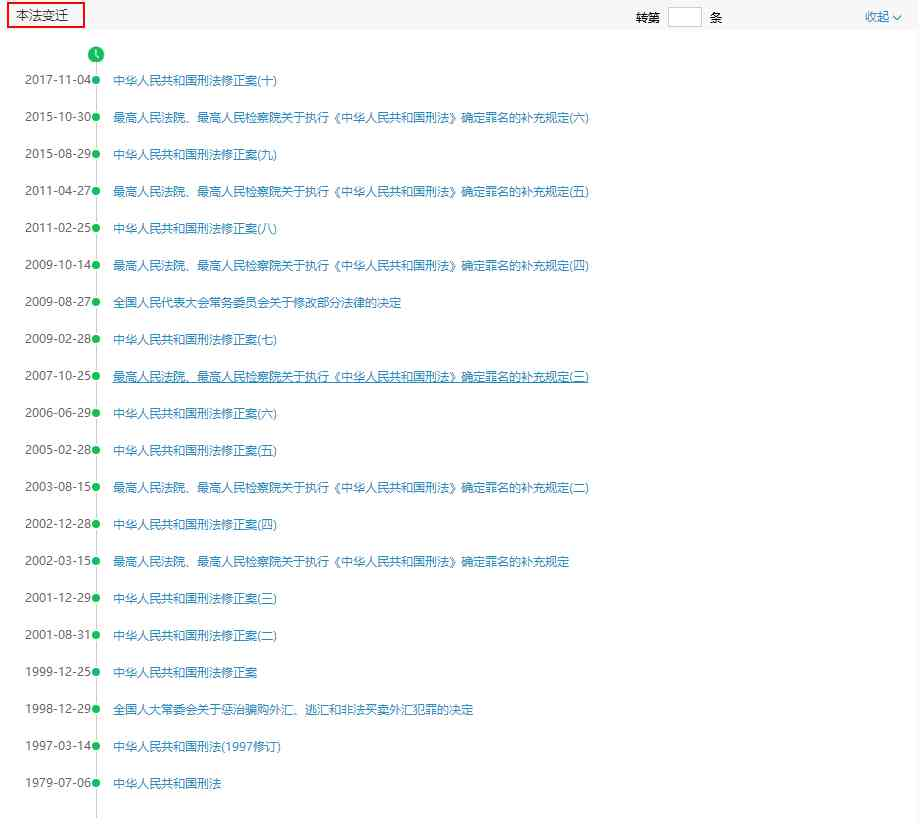 本法变迁 转第 条 收起
2017-11-04 中华人民共和国刑法修正案(十)
2015-10-30 最高人民法院、最高人民检察院关于执行《中华人民共和国刑法》确定罪名的补充规定(六)
2015-08-29 中华人民共和国刑法修正案(九)
2011-04-27 最高人民法院、最高人民检察院关于执行《中华人民共和国刑法》确定罪名的补充规定(五)
2011-02-25 中华人民共和国刑法修正案(八)
2009-10-14 最高人民法院、最高人民检察院关于执行《中华人民共和国刑法》确定罪名的补充规定(四)
2009-08-27 全国人民代表大会常务委员会关于修改部分法律的决定
2009-02-28 中华人民共和国刑法修正案(七)
2007-10-25 最高人民法院、最高人民检察院关于执行《中华人民共和国刑法》确定罪名的补充规定(三)
2006-06-29 中华人民共和国刑法修正案(六)
2005-02-28 中华人民共和国刑法修正案(五)
2003-08-15 最高人民法院、最高人民检察院关于执行《中华人民共和国刑法》确定罪名的补充规定(二)
2002-12-28 中华人民共和国刑法修正案(四)
2002-03-15 最高人民法院、最高人民检察院关于执行《中华人民共和国刑法》确定罪名的补充规定
2001-12-29 中华人民共和国刑法修正案(三)
2001-08-31 中华人民共和国刑法修正案(二)
1999-12-25 中华人民共和国刑法修正案
1998-12-29 全国人大常委会关于惩治骗购外汇、逃汇和非法买卖外汇犯罪的决定
1997-03-14 中华人民共和国刑法(1997修订)
1979-07-06 中华人民共和国刑法